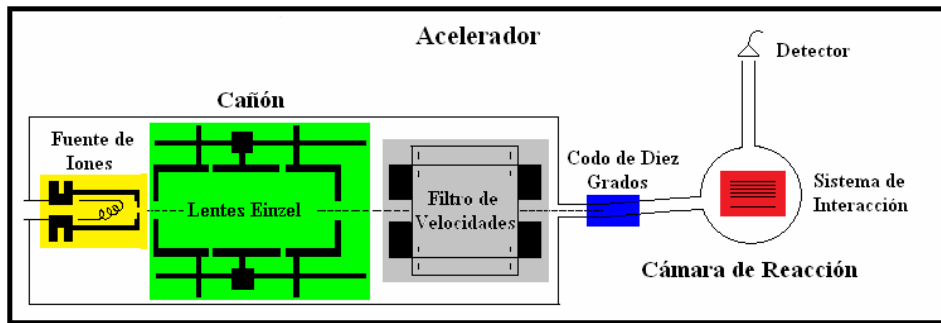 Acelerador
Detector
Cañón
Fuente de
Iones
Lentes Einzel
Filtro de
Velocidades
Codo de Diez
Grados
Sistema de
Interacción
Cámara de Reacción